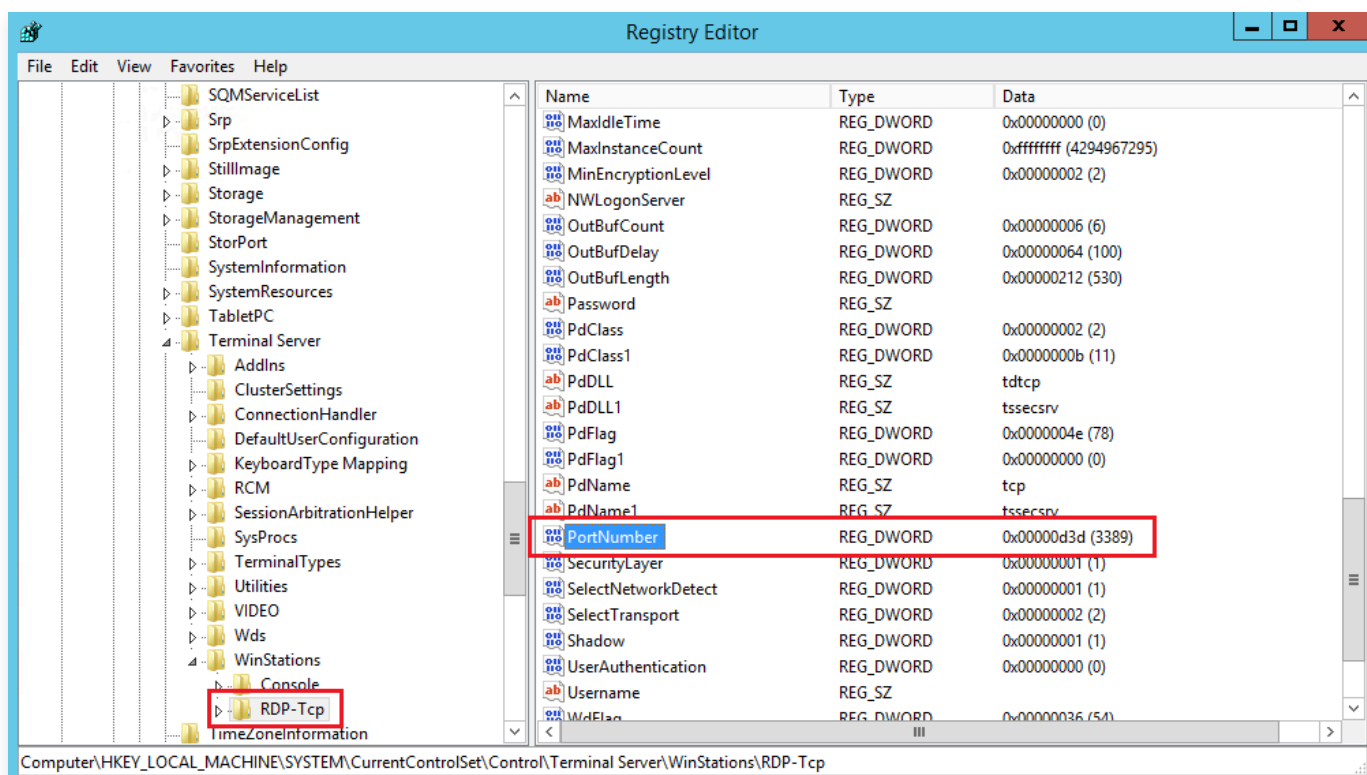 Registry Editor
File Edit View Favorites Help
SQMServiceList
Srp
SrpExtensionConfig
StillImage
Storage
StorageManagement
StorPort
SystemInformation
SystemResources
TabletPC
Terminal Server
AddIns
ClusterSettings
ConnectionHandler
DefaultUserConfiguration
KeyboardType Mapping
RCM
SessionArbitrationHelper
SysProcs
TerminalTypes
Utilities
VIDEO
Wds
WinStations
Console
RDP-Tcp
TimeZoneInformation
Name Type Data
MaxIdleTime REG_DWORD 0x00000000 (0)
MaxInstanceCount REG_DWORD 0xffffffff (4294967295)
MinEncryptionLevel REG_DWORD 0x00000002 (2)
NWLogonServer REG_SZ
OutBufCount REG_DWORD 0x00000006 (6)
OutBufDelay REG_DWORD 0x00000064 (100)
OutBufLength REG_DWORD 0x00000212 (530)
Password REG_SZ
PdClass REG_DWORD 0x00000002 (2)
PdClass1 REG_DWORD 0x0000000b (11)
PdDLL REG_SZ tdtcp
PdDLL1 REG_SZ tssecsrv
PdFlag REG_DWORD 0x0000004e (78)
PdFlag1 REG_DWORD 0x00000000 (0)
PdName REG_SZ tcp
PdName1 REG_SZ tssecsrv
PortNumber REG_DWORD 0x00000d3d (3389)
SecurityLayer REG_DWORD 0x00000001 (1)
SelectNetworkDetect REG_DWORD 0x00000001 (1)
SelectTransport REG_DWORD 0x00000002 (2)
Shadow REG_DWORD 0x00000001 (1)
UserAuthentication REG_DWORD 0x00000000 (0)
Username REG_SZ
WdFlag REG_DWORD 0x00000036 (54)
Computer\HKEY_LOCAL_MACHINE\SYSTEM\CurrentControlSet\Control\Terminal Server\WinStations\RDP-Tcp